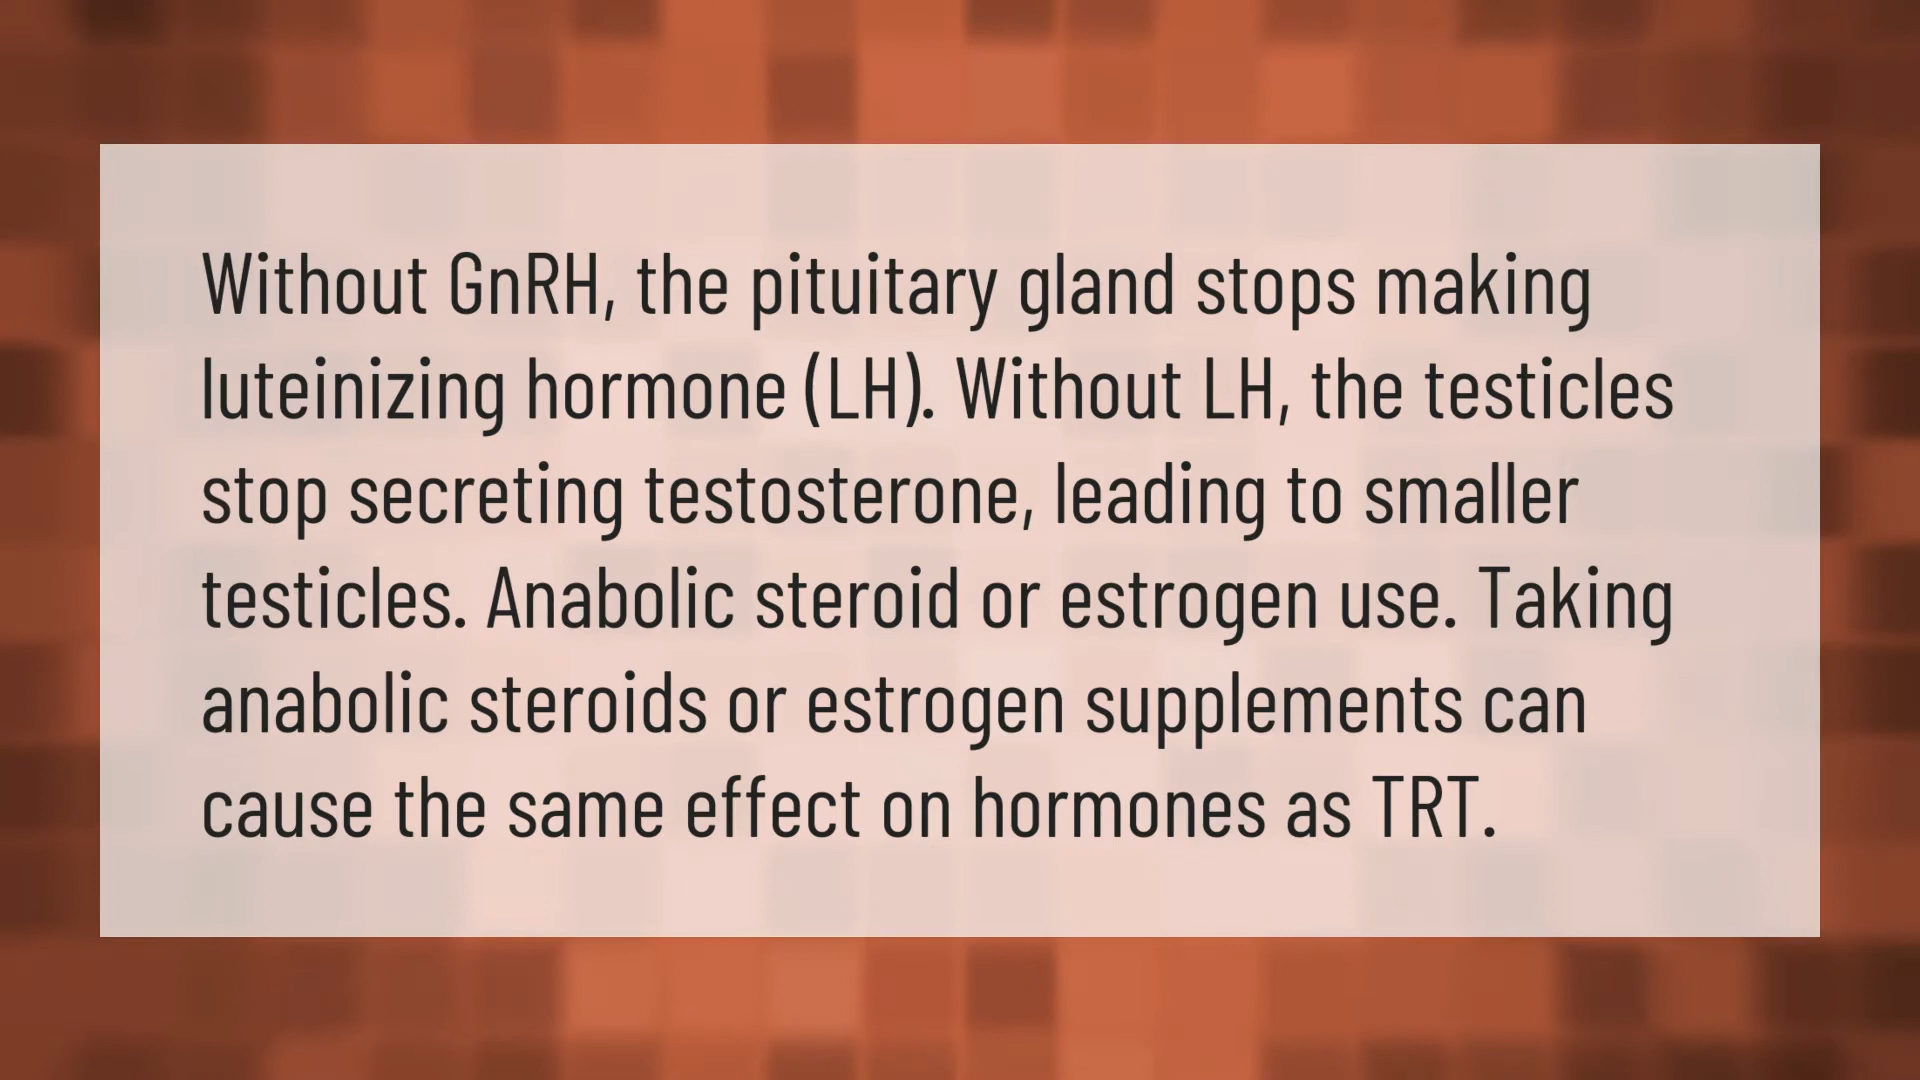 Without GnRH, the pituitary gland stops making
luteinizing hormone (LH). Without LH, the testicles
stop secreting testosterone, leading to smaller
testicles. Anabolic steroid or estrogen use. Taking
anabolic steroids or estrogen supplements can
cause the same effect on hormones as TRT.